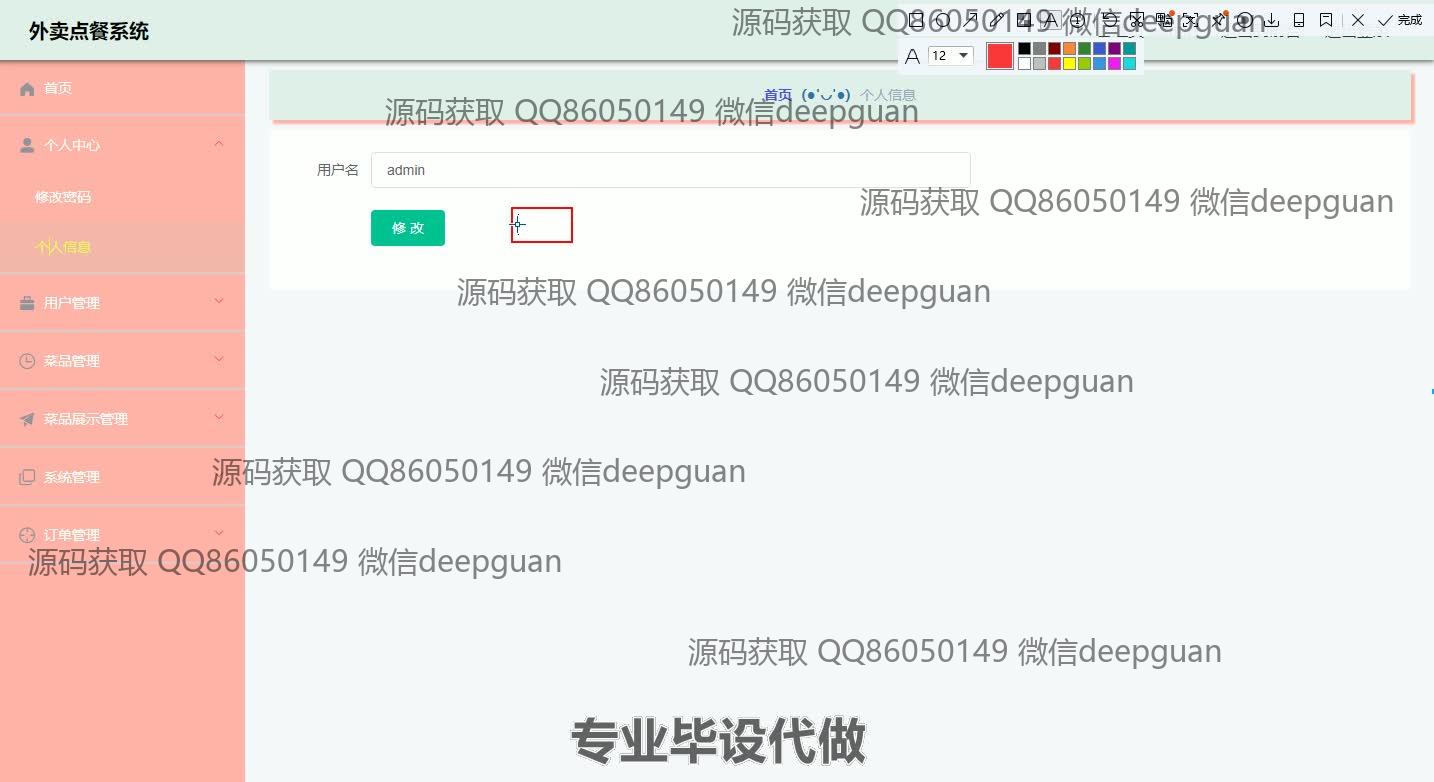 外卖点餐系统
源码获取 QQ86050149 微信deepguan
完成
A 12
首页
首页 (●'◡'●) 个人信息
源码获取 QQ86050149 微信deepguan
个人中心
用户名 admin
修改密码
源码获取 QQ86050149 微信deepguan
修 改
个人信息
用户管理
源码获取 QQ86050149 微信deepguan
菜品管理
源码获取 QQ86050149 微信deepguan
菜品展示管理
系统管理
源码获取 QQ86050149 微信deepguan
订单管理
源码获取 QQ86050149 微信deepguan
源码获取 QQ86050149 微信deepguan
专业毕设代做